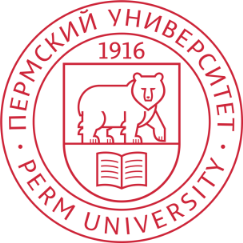 ПЕРМСКИЙ УНИВЕРСИТЕТ
1916
PERM UNIVERSITY